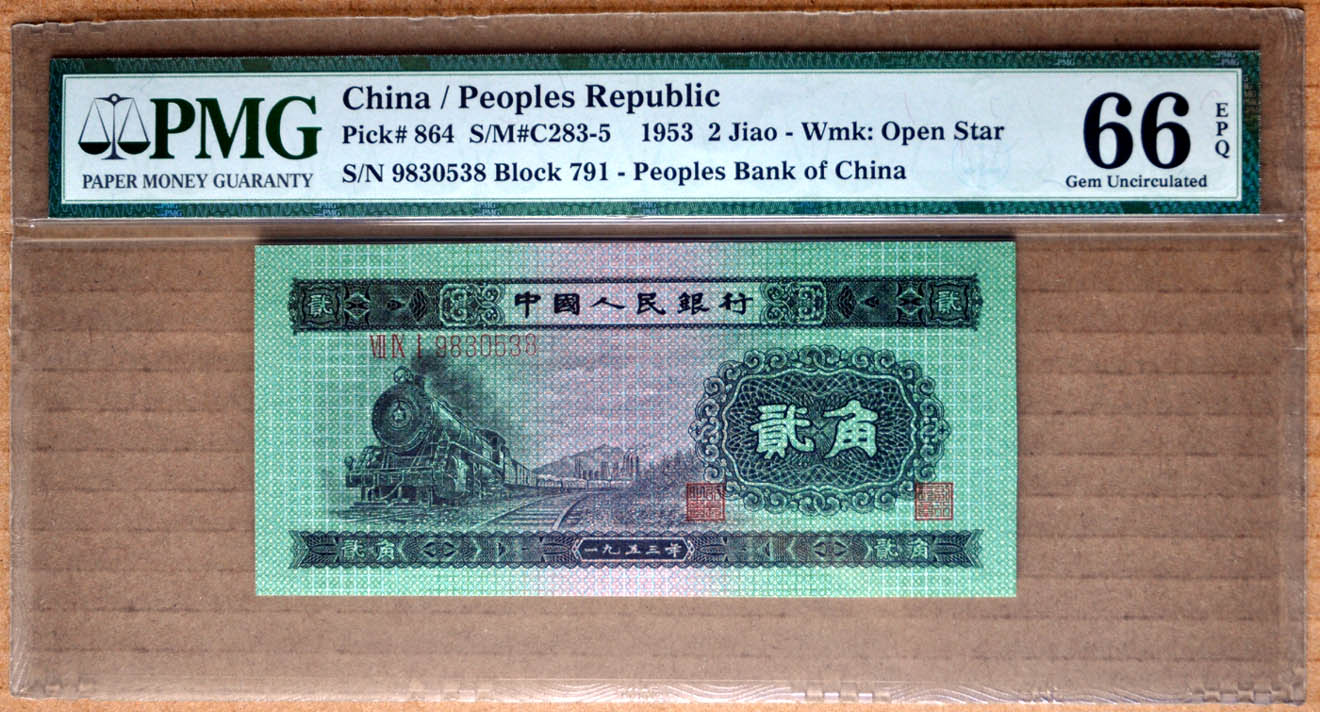 PMG
PAPER MONEY GUARANTY
China / Peoples Republic
Pick# 864 S/M#C283-5 1953 2 Jiao - Wmk: Open Star
S/N 9830538 Block 791 - Peoples Bank of China
66
EPQ
Gem Uncirculated
貳 中國人民銀行 貳
Ⅶ Ⅸ Ⅰ 9830538
貳角
貳角 一九五三年 貳角